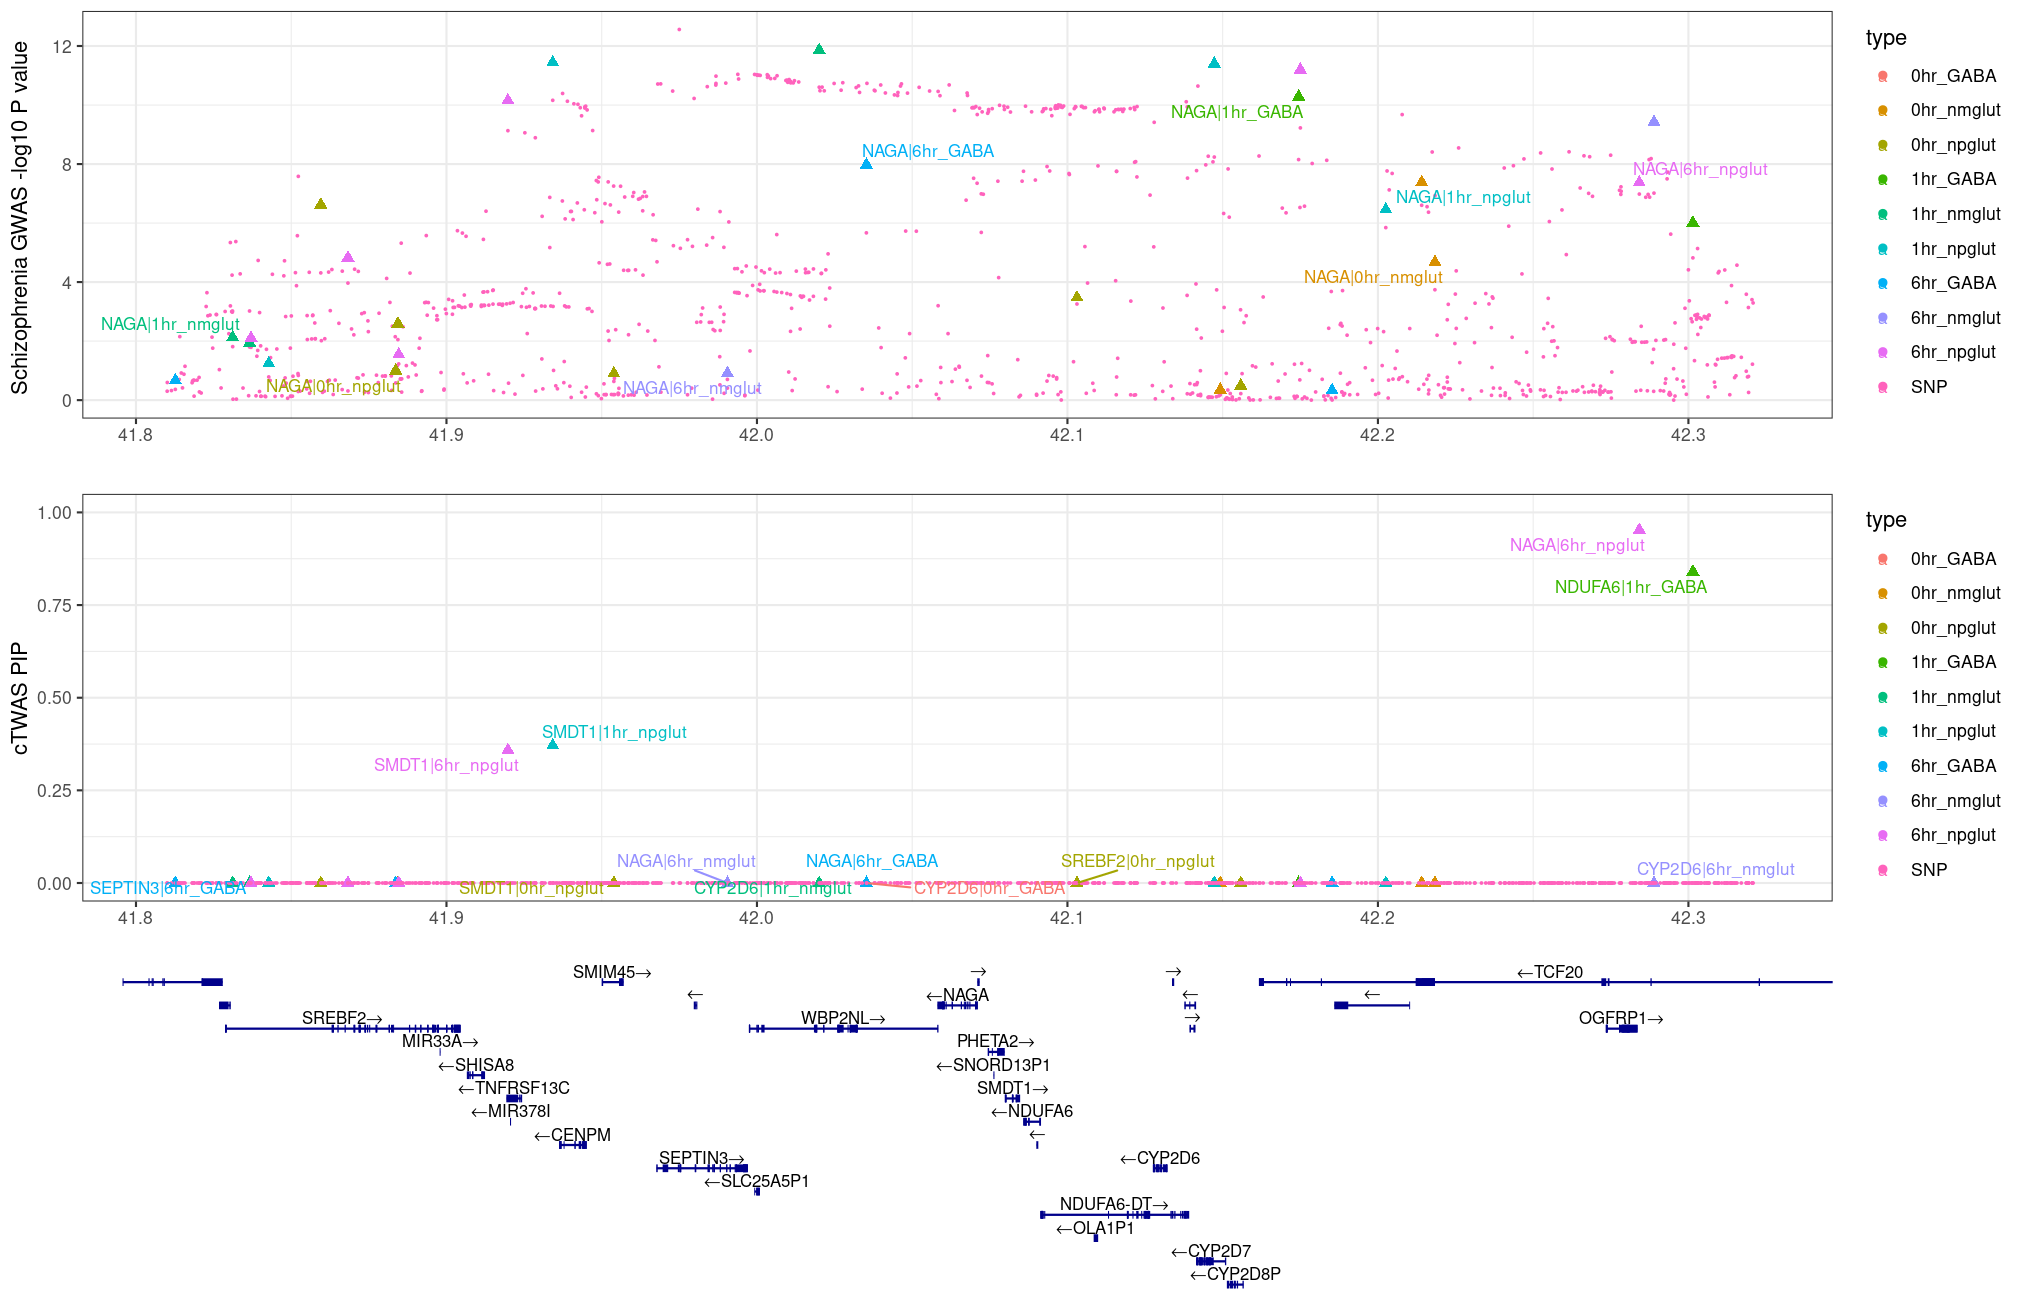 Schizophrenia GWAS -log10 P value
12
8
4
0
NAGA|1hr_GABA
NAGA|6hr_GABA
NAGA|6hr_npglut
NAGA|1hr_npglut
NAGA|0hr_nmglut
NAGA|1hr_nmglut
NAGA|0hr_npglut
NAGA|6hr_nmglut
41.8
41.9
42.0
42.1
42.2
42.3
type
0hr_GABA
0hr_nmglut
0hr_npglut
1hr_GABA
1hr_nmglut
1hr_npglut
6hr_GABA
6hr_nmglut
6hr_npglut
SNP
cTWAS PIP
1.00
0.75
0.50
0.25
0.00
NAGA|6hr_npglut
NDUFA6|1hr_GABA
SMDT1|1hr_npglut
SMDT1|6hr_npglut
NAGA|6hr_nmglut
NAGA|6hr_GABA
SREBF2|0hr_npglut
CYP2D6|6hr_nmglut
SEPTIN3|6hr_GABA
SMDT1|0hr_npglut
CYP2D6|1hr_nmglut
CYP2D6|0hr_GABA
41.8
41.9
42.0
42.1
42.2
42.3
type
0hr_GABA
0hr_nmglut
0hr_npglut
1hr_GABA
1hr_nmglut
1hr_npglut
6hr_GABA
6hr_nmglut
6hr_npglut
SNP
SMIM45→
→
→
←TCF20
←
←NAGA
←
←
SREBF2→
WBP2NL→
→
OGFRP1→
MIR33A→
PHETA2→
←SHISA8
←SNORD13P1
←TNFRSF13C
SMDT1→
←MIR378I
←NDUFA6
←CENPM
←
SEPTIN3→
←CYP2D6
←SLC25A5P1
NDUFA6-DT→
←OLA1P1
←CYP2D7
←CYP2D8P